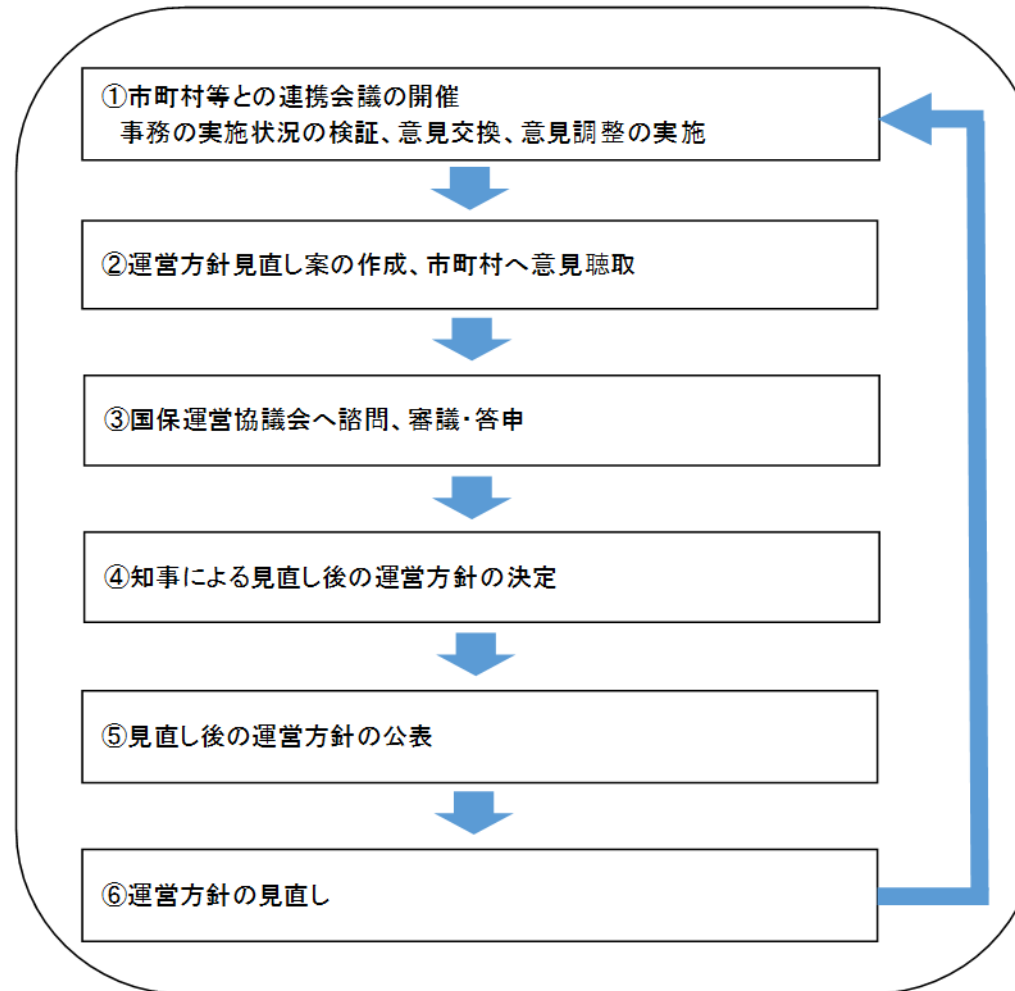 ①市町村等との連携会議の開催
事務の実施状況の検証、意見交換、意見調整の実施
②運営方針見直し案の作成、市町村へ意見聴取
③国保運営協議会へ諮問、審議・答申
④知事による見直し後の運営方針の決定
⑤見直し後の運営方針の公表
⑥運営方針の見直し